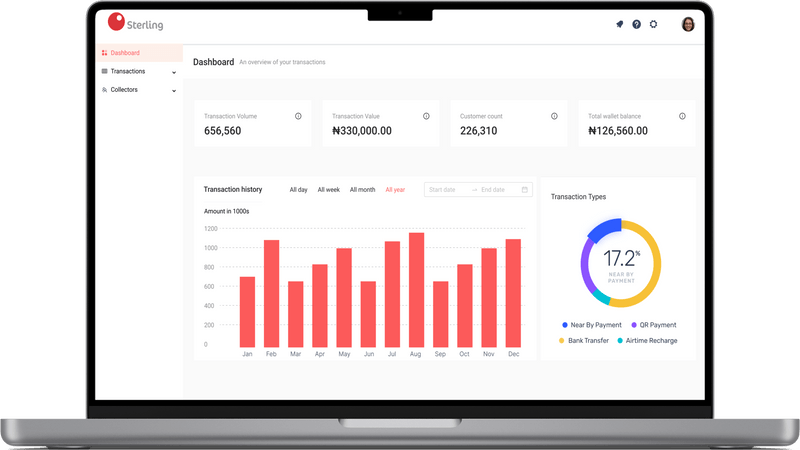 Sterling
Dashboard
Transactions
Collectors
Dashboard An overview of your transactions
Transaction Volume
656,560
Transaction Value
₦330,000.00
Customer count
226,310
Total wallet balance
₦126,560.00
Transaction history All day All week All month All year Start date → End date
Amount in 1000s
1200
1000
800
600
400
200
0
Jan Feb Mar Apr May Jun Jul Aug Sep Oct Nov Dec
Transaction Types
17.2%
NEAR BY
PAYMENT
Near By Payment QR Payment
Bank Transfer Airtime Recharge